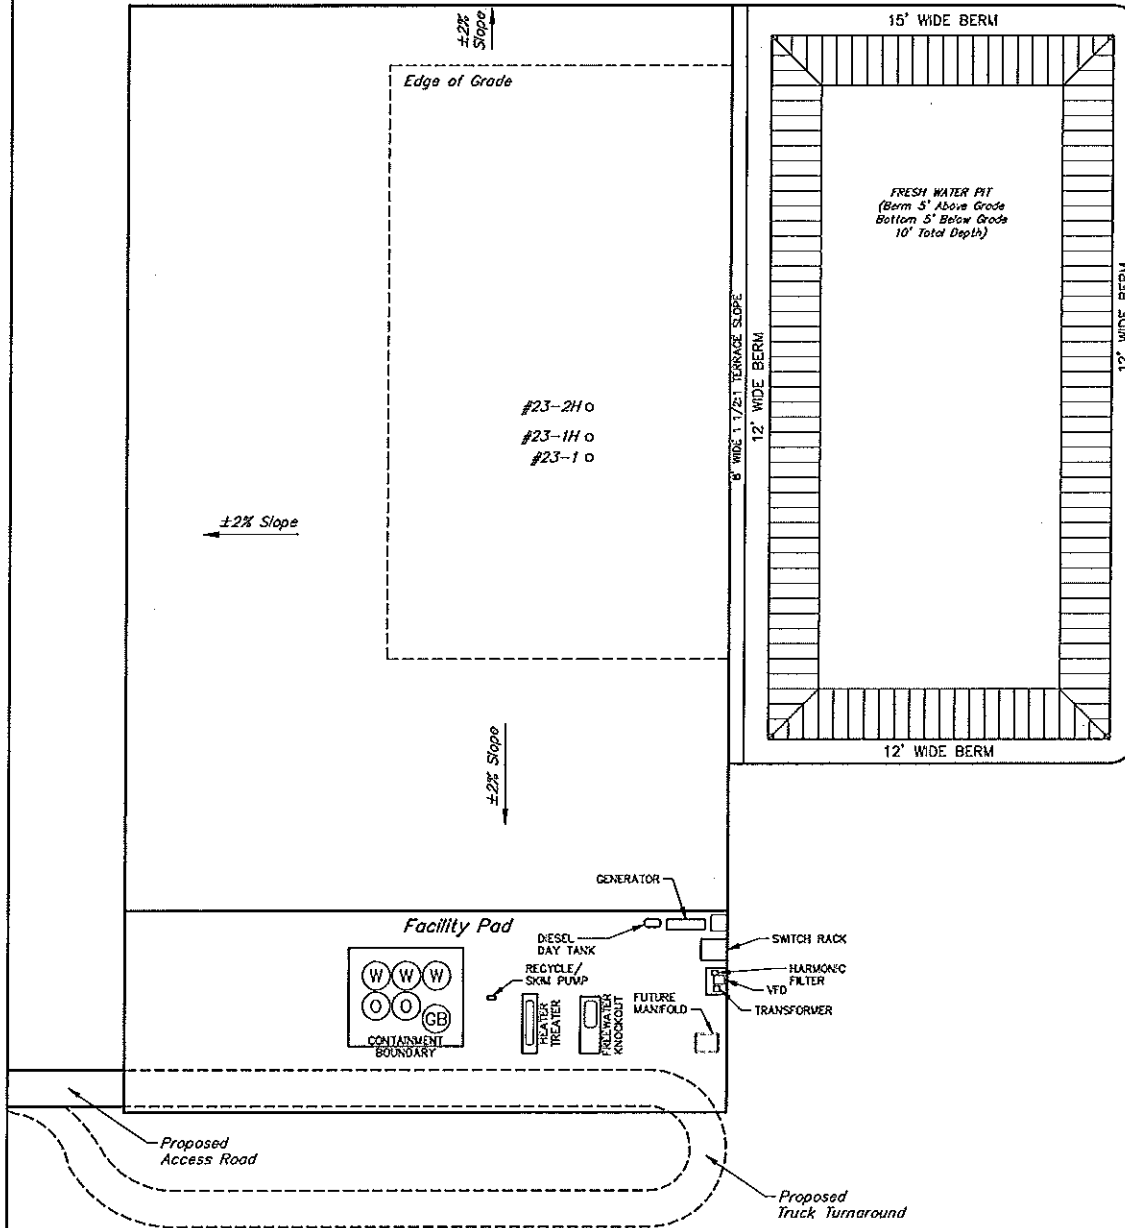 ±2%
Slope
15' WIDE BERM
Edge of Grade
FRESH WATER PIT
(Berm 5' Above Grade
Bottom 5' Below Grade
10' Total Depth)
12' WIDE BERM
WIDE 1 1/2:1 TERRACE SLOPE
12' WIDE BERM
#23-2H
#23-1H
#23-1
±2% Slope
±2% Slope
12' WIDE BERM
GENERATOR
Facility Pad
DIESEL
DAY TANK
SWITCH RACK
RECYCLE/
SKIM PUMP
HARMONIC
FILTER
VFD
TRANSFORMER
W W W
O O
GB
CONTAINMENT
BOUNDARY
HEATER
TREATER
FREEWATER
KNOCKOUT
FUTURE
MANIFOLD
Proposed
Access Road
Proposed
Truck Turnaround